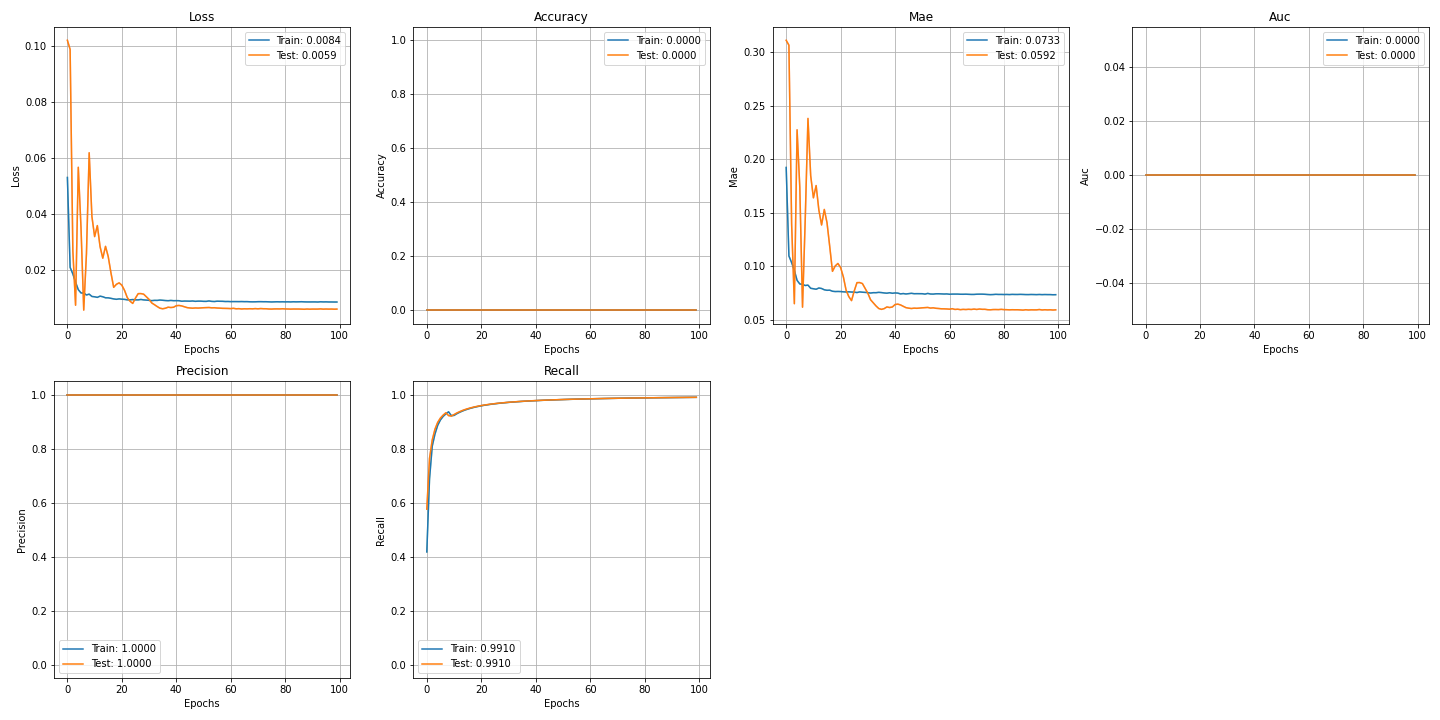 Loss
Train: 0.0084
Test: 0.0059
0.10
0.08
0.06
0.04
0.02
Loss
0 20 40 60 80 100
Epochs
Accuracy
Train: 0.0000
Test: 0.0000
1.0
0.8
0.6
0.4
0.2
0.0
Accuracy
0 20 40 60 80 100
Epochs
Mae
Train: 0.0733
Test: 0.0592
0.30
0.25
0.20
0.15
0.10
0.05
Mae
0 20 40 60 80 100
Epochs
Auc
Train: 0.0000
Test: 0.0000
0.04
0.02
0.00
−0.02
−0.04
Auc
0 20 40 60 80 100
Epochs
Precision
1.0
0.8
0.6
0.4
0.2
0.0
Precision
Train: 1.0000
Test: 1.0000
0 20 40 60 80 100
Epochs
Recall
1.0
0.8
0.6
0.4
0.2
0.0
Recall
Train: 0.9910
Test: 0.9910
0 20 40 60 80 100
Epochs